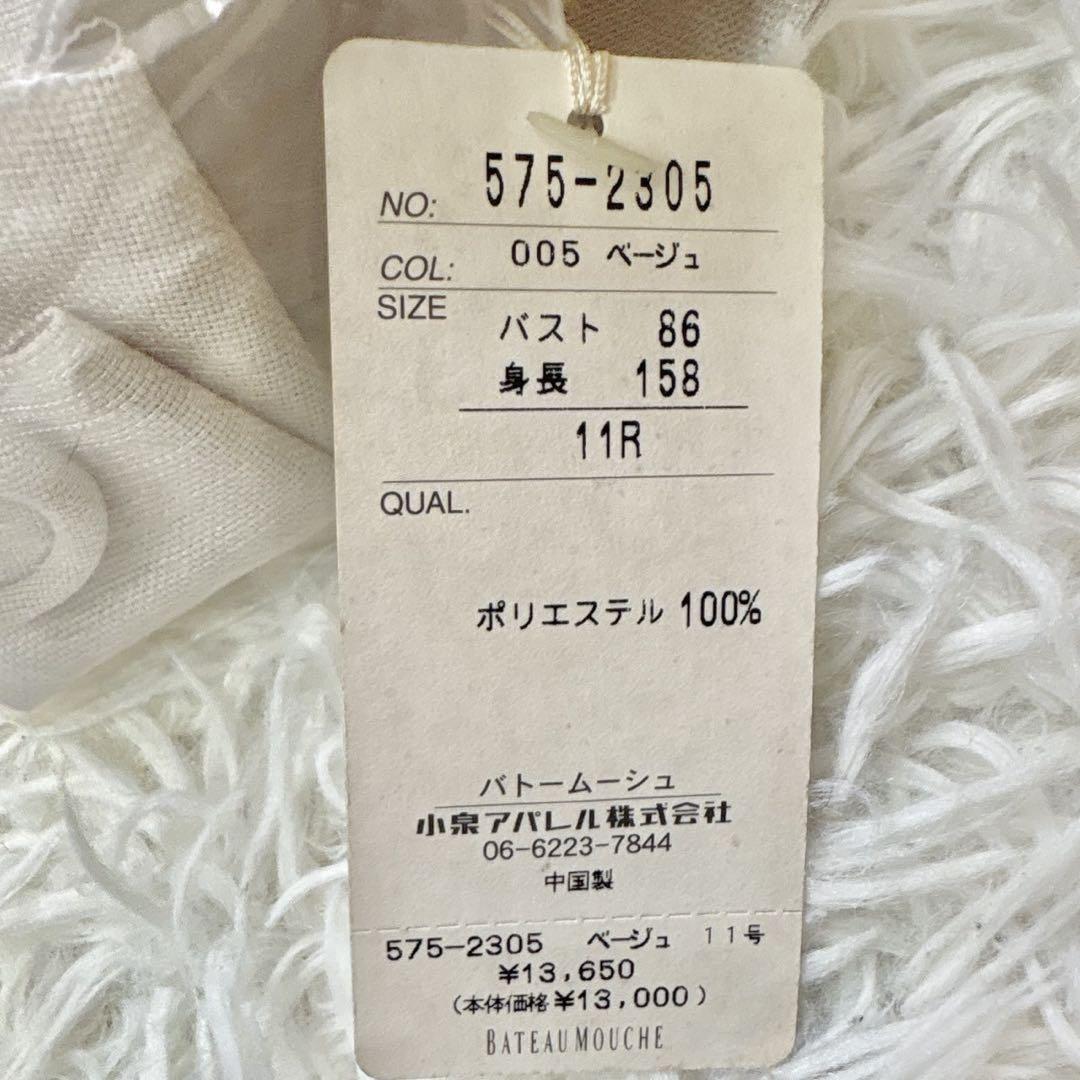 NO: 575-2305
COL: 005 ベージュ
SIZE
バスト 86
身長 158
11R
QUAL.
ポリエステル 100%
バトームーシュ
小泉アパレル株式会社
06-6223-7844
中国製
575-2305 ベージュ 11号
¥13,650
(本体価格¥13,000)
BATEAU MOUCHE